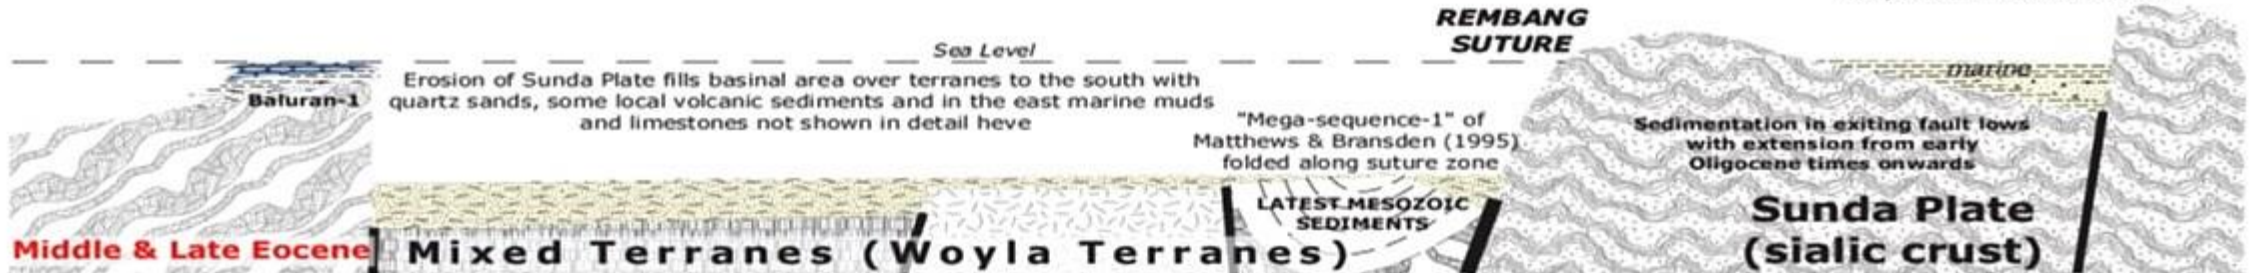 REMBANG
SUTURE
Sea Level
Erosion of Sunda Plate fills basinal area over terranes to the south with
quartz sands, some local volcanic sediments and in the east marine muds
and limestones not shown in detail heve
Baluran-1
"Mega-sequence-1" of
Matthews & Bransden (1995)
folded along suture zone
marine
Sedimentation in exiting fault lows
with extension from early
Oligocene times onwards
LATEST MESOZOIC
SEDIMENTS
Sunda Plate
(sialic crust)
Middle & Late Eocene
Mixed Terranes (Woyla Terranes)